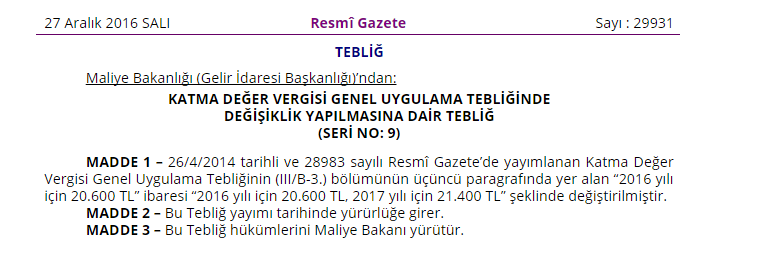 27 Aralık 2016 SALI Resmî Gazete Sayı : 29931
TEBLİĞ
Maliye Bakanlığı (Gelir İdaresi Başkanlığı)’ndan:
KATMA DEĞER VERGİSİ GENEL UYGULAMA TEBLİĞİNDE
DEĞİŞİKLİK YAPILMASINA DAİR TEBLİĞ
(SERİ NO: 9)
MADDE 1 – 26/4/2014 tarihli ve 28983 sayılı Resmî Gazete’de yayımlanan Katma Değer
Vergisi Genel Uygulama Tebliğinin (III/B-3.) bölümünün üçüncü paragrafında yer alan “2016 yılı
için 20.600 TL” ibaresi “2016 yılı için 20.600 TL, 2017 yılı için 21.400 TL” şeklinde değiştirilmiştir.
MADDE 2 – Bu Tebliğ yayımı tarihinde yürürlüğe girer.
MADDE 3 – Bu Tebliğ hükümlerini Maliye Bakanı yürütür.